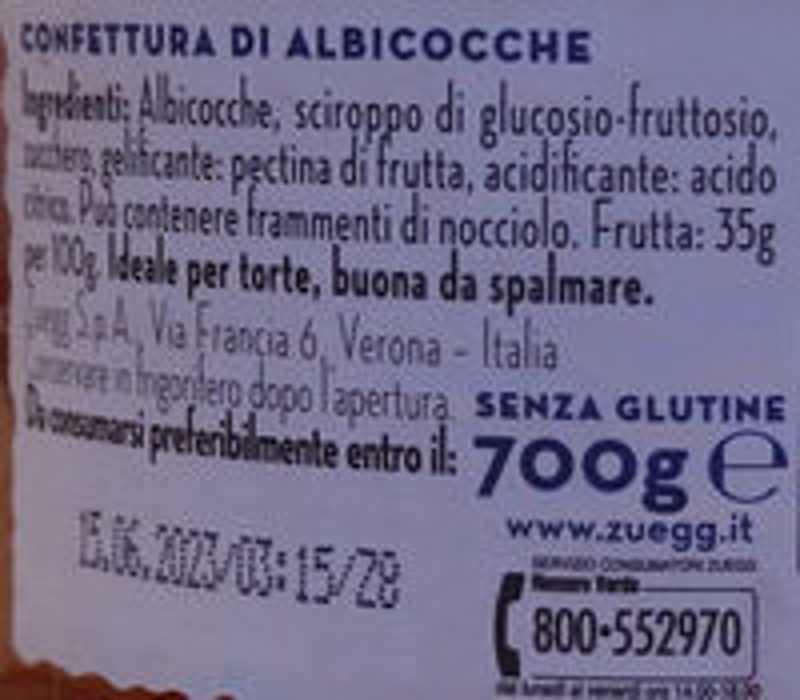 CONFETTURA DI ALBICOCCHE
Ingredienti: Albicocche, sciroppo di glucosio-fruttosio,
zucchero, gelificante: pectina di frutta, acidificante: acido
citrico. Può contenere frammenti di nocciolo. Frutta: 35g
per 100g. Ideale per torte, buona da spalmare.
Zuegg S.p.A., Via Francia 6, Verona - Italia
Conservare in frigorifero dopo l'apertura.
Da consumarsi preferibilmente entro il:
SENZA GLUTINE
700g e
www.zuegg.it
15.06.2023/03:15/Z8
SERVIZIO CONSUMATORI ZUEGG
Numero Verde
800-552970